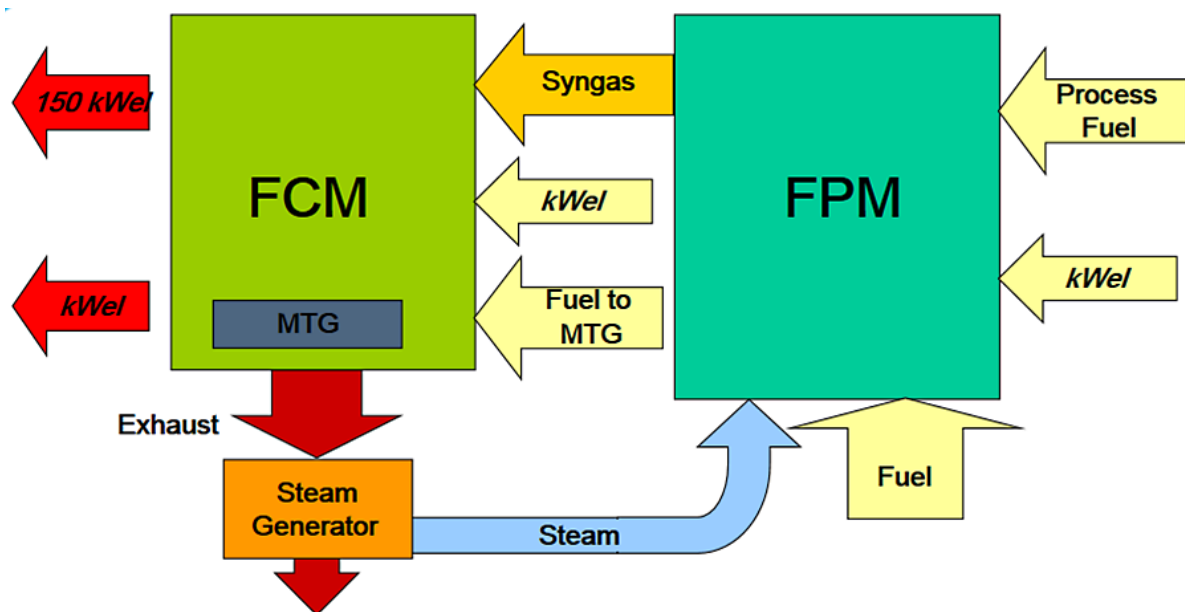 150 kWel
FCM
Syngas
FPM
Process
Fuel
kWel
kWel
kWel
MTG
Fuel to
MTG
Exhaust
Steam
Generator
Steam
Fuel